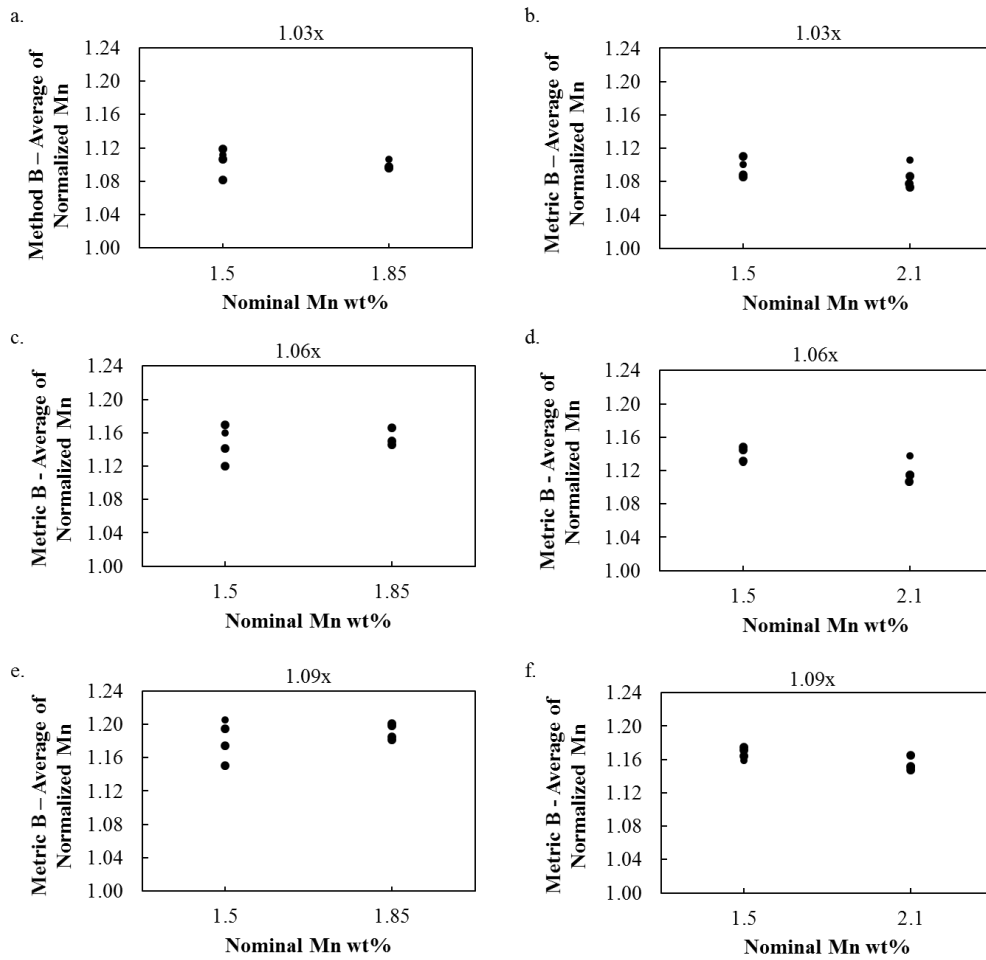 a.
1.03x
Method B – Average of
Normalized Mn
1.24
1.20
1.16
1.12
1.08
1.04
1.00
1.5
1.85
Nominal Mn wt%
b.
1.03x
Metric B – Average of
Normalized Mn
1.24
1.20
1.16
1.12
1.08
1.04
1.00
1.5
2.1
Nominal Mn wt%
c.
1.06x
Metric B - Average of
Normalized Mn
1.24
1.20
1.16
1.12
1.08
1.04
1.00
1.5
1.85
Nominal Mn wt%
d.
1.06x
Metric B - Average of
Normalized Mn
1.24
1.20
1.16
1.12
1.08
1.04
1.00
1.5
2.1
Nominal Mn wt%
e.
1.09x
Metric B – Average of
Normalized Mn
1.24
1.20
1.16
1.12
1.08
1.04
1.00
1.5
1.85
Nominal Mn wt%
f.
1.09x
Metric B - Average of
Normalized Mn
1.24
1.20
1.16
1.12
1.08
1.04
1.00
1.5
2.1
Nominal Mn wt%